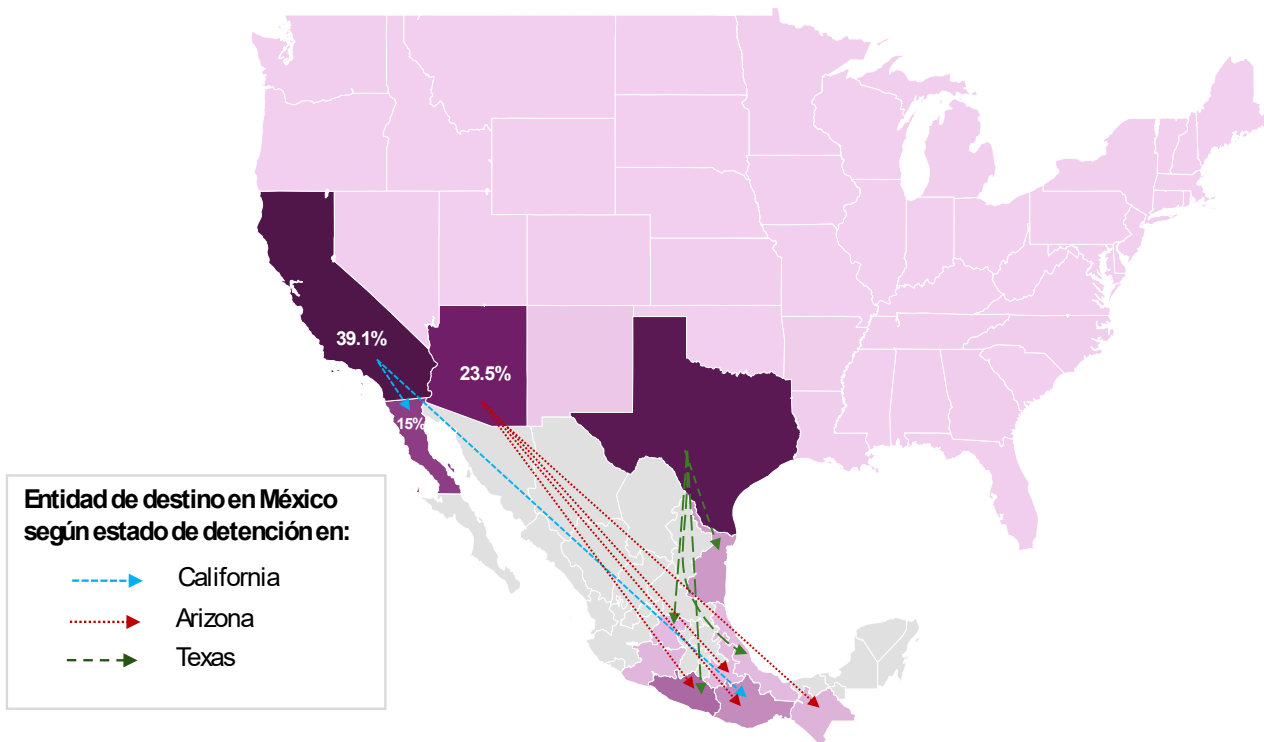 39.1%
23.5%
15%
Entidad de destino en México
según estado de detención en:
California
Arizona
Texas